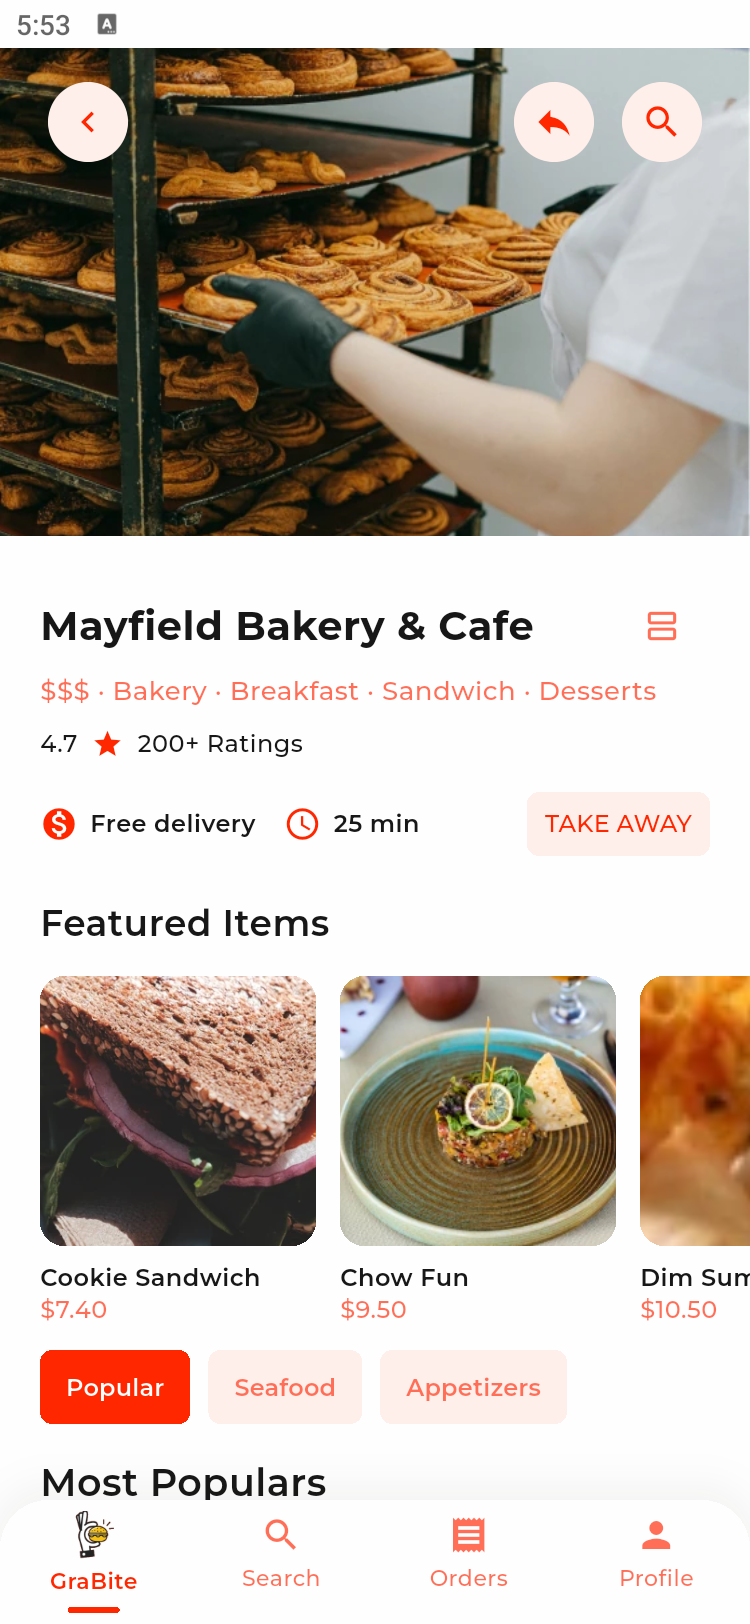 5:53
Mayfield Bakery & Cafe
$$$ · Bakery · Breakfast · Sandwich · Desserts
4.7 200+ Ratings
Free delivery 25 min TAKE AWAY
Featured Items
Cookie Sandwich Chow Fun Dim Sum
$7.40 $9.50 $10.50
Popular Seafood Appetizers
Most Populars
GraBite Search Orders Profile